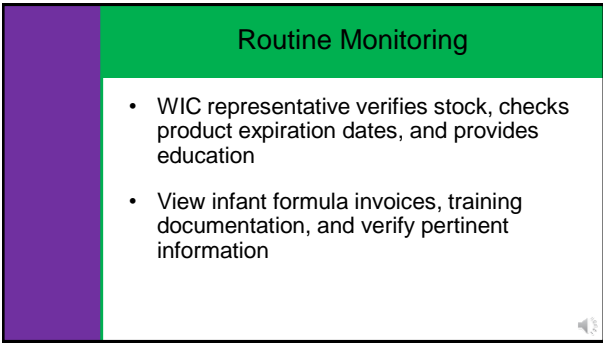 Routine Monitoring
• WIC representative verifies stock, checks
product expiration dates, and provides
education
• View infant formula invoices, training
documentation, and verify pertinent
information